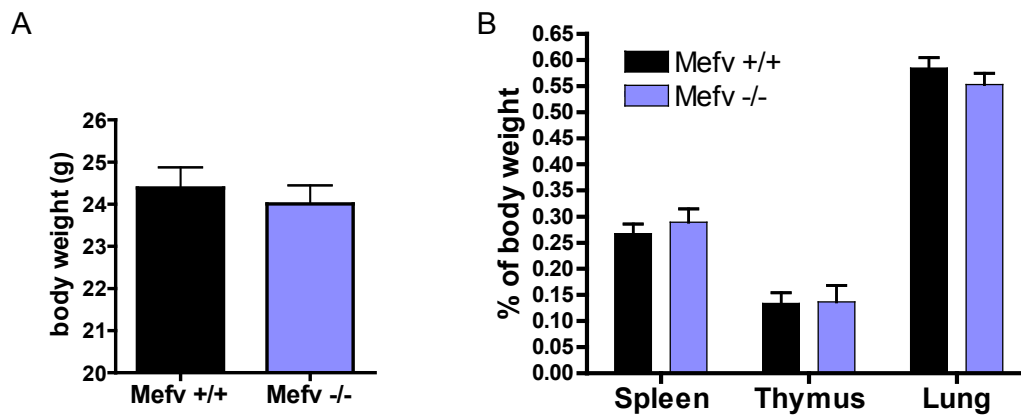 A
body weight (g)
26
25
24
23
22
21
20
Mefv +/+
Mefv -/-
B
% of body weight
0.65
0.60
0.55
0.50
0.45
0.40
0.35
0.30
0.25
0.20
0.15
0.10
0.05
0.00
Mefv +/+
Mefv -/-
Spleen
Thymus
Lung